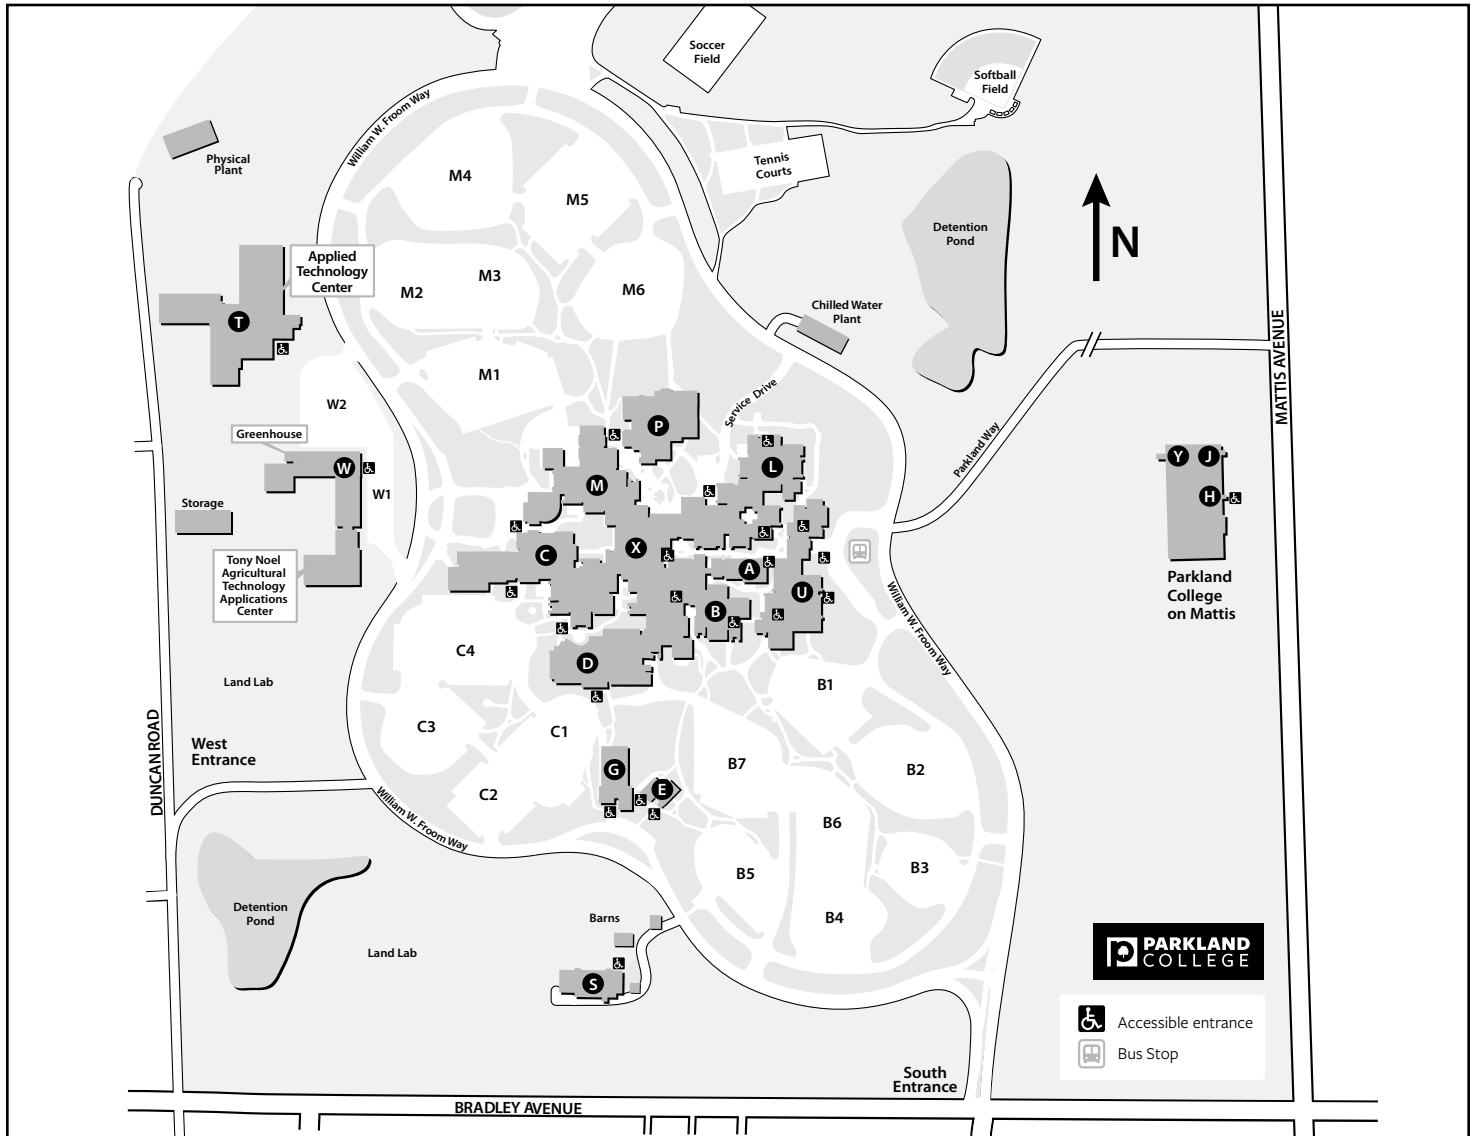 Soccer
Field
Softball
Field
William W. Froom Way
Physical
Plant
Tennis
Courts
M4
M5
Detention
Pond
N
Applied
Technology
Center
M3
M2
M6
T
Chilled Water
Plant
MATTIS AVENUE
M1
Service Drive
W2
P
Greenhouse
Parkland Way
W
L
Y
J
M
W1
H
Storage
X
C
A
Tony Noel
Agricultural
Technology
Applications
Center
U
B
Parkland
College
on Mattis
William W. Froom Way
C4
D
B1
Land Lab
C3
C1
DUNCAN ROAD
West
Entrance
B7
B2
G
E
C2
William W. Froom Way
B6
B5
B3
Detention
Pond
Barns
B4
Land Lab
S
PARKLAND
COLLEGE
Accessible entrance
Bus Stop
South
Entrance
BRADLEY AVENUE